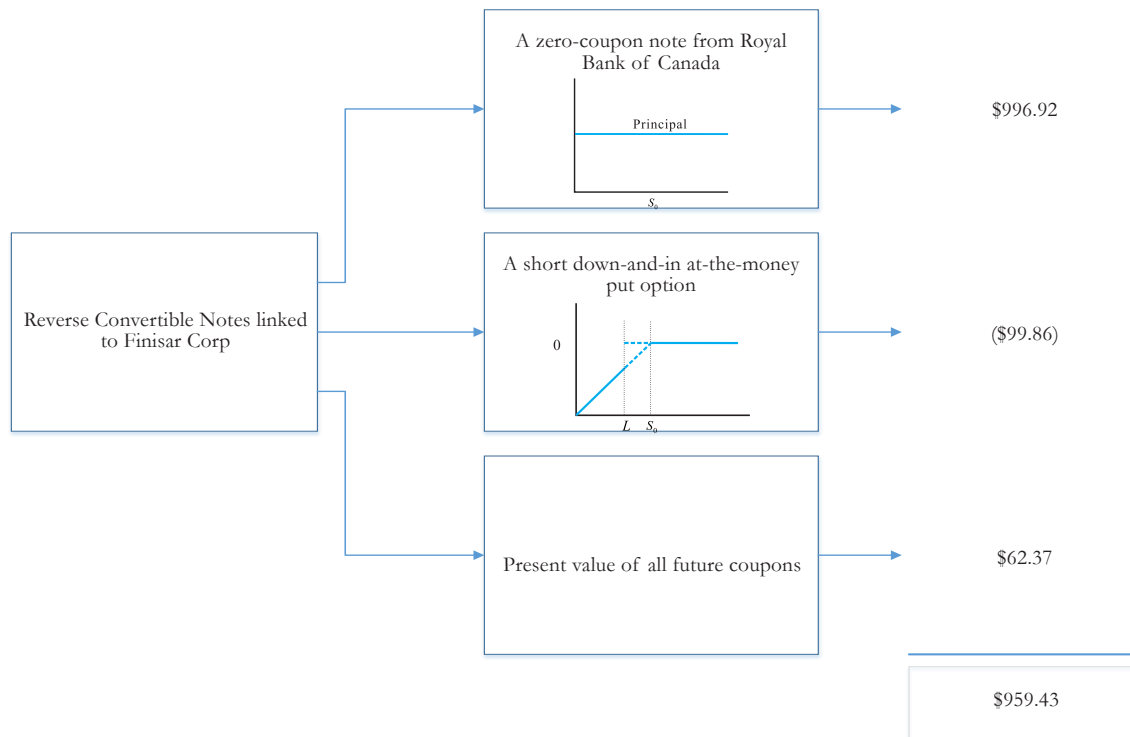 A zero-coupon note from Royal
Bank of Canada
Principal
S₀
$996.92
Reverse Convertible Notes linked
to Finisar Corp
A short down-and-in at-the-money
put option
0
L S₀
($99.86)
Present value of all future coupons
$62.37
$959.43